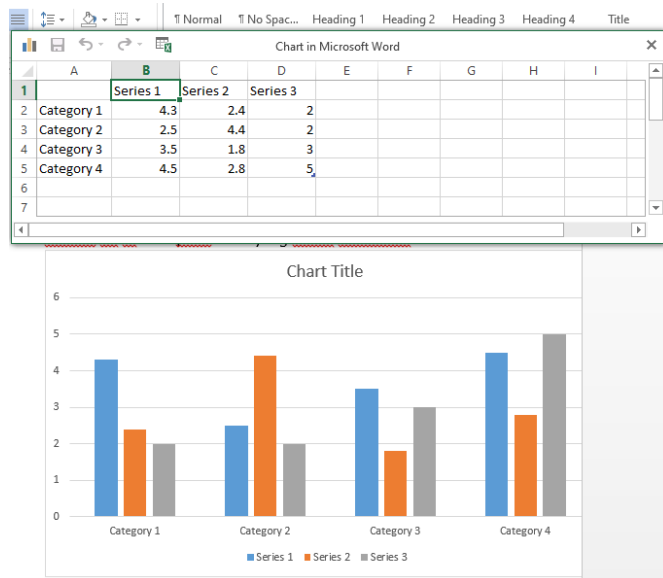 ¶ Normal ¶ No Spac... Heading 1 Heading 2 Heading 3 Heading 4 Title
Chart in Microsoft Word
A B C D E F G H I
1 Series 1 Series 2 Series 3
2 Category 1 4.3 2.4 2
3 Category 2 2.5 4.4 2
4 Category 3 3.5 1.8 3
5 Category 4 4.5 2.8 5
6
7
Chart Title
6
5
4
3
2
1
0
Category 1 Category 2 Category 3 Category 4
Series 1 Series 2 Series 3